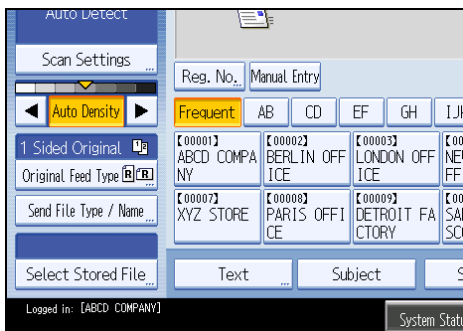 Auto Detect
Scan Settings
Reg. No.
Manual Entry
Auto Density
Frequent
AB
CD
EF
GH
1 Sided Original
Original Feed Type
Send File Type / Name
[00001]
ABCD COMPA
NY
[00002]
BERLIN OFF
ICE
[00003]
LONDON OFF
ICE
[00007]
XYZ STORE
[00008]
PARIS OFFI
CE
[00009]
DETROIT FA
CTORY
Select Stored File
Text
Subject
Logged in: [ABCD COMPANY]
System